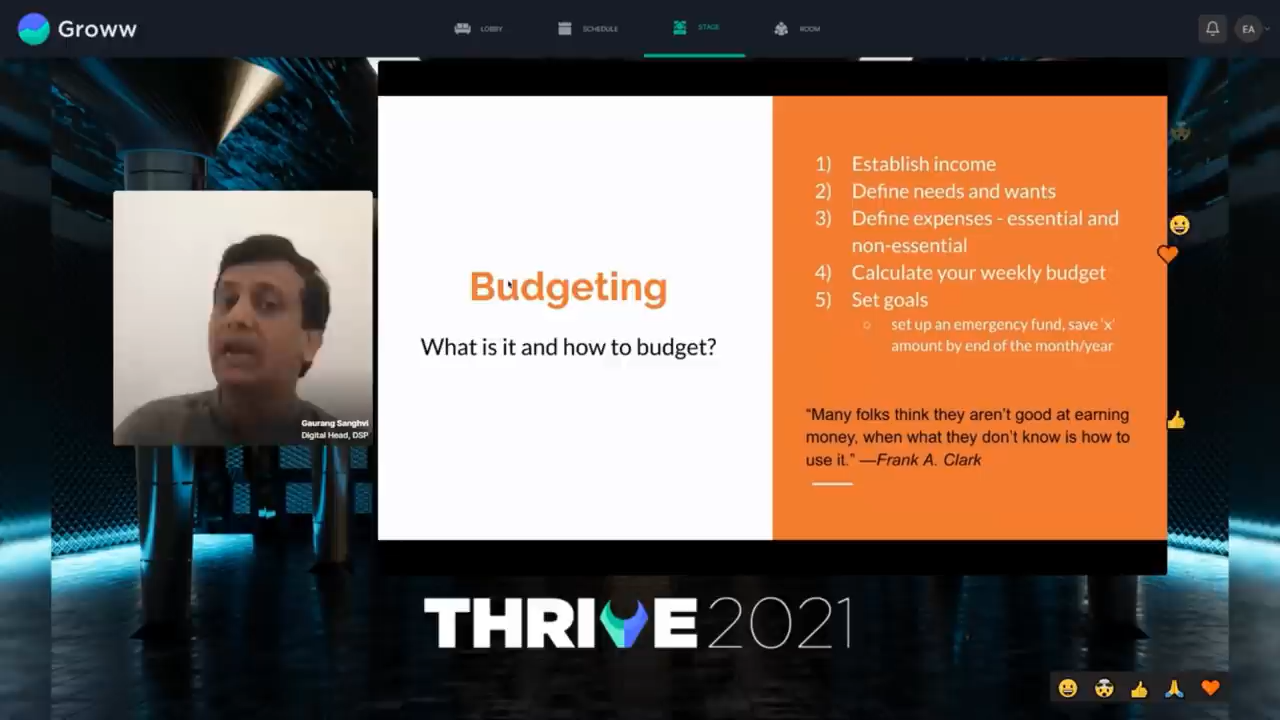 Groww
LOBBY
SCHEDULE
STAGE
ROOM
EA
Budgeting
What is it and how to budget?
1) Establish income
2) Define needs and wants
3) Define expenses - essential and
non-essential
4) Calculate your weekly budget
5) Set goals
○ set up an emergency fund, save 'x'
amount by end of the month/year
“Many folks think they aren’t good at earning
money, when what they don’t know is how to
use it.” —Frank A. Clark
Gaurang Sanghvi
Digital Head, DSP
THRIVE 2021